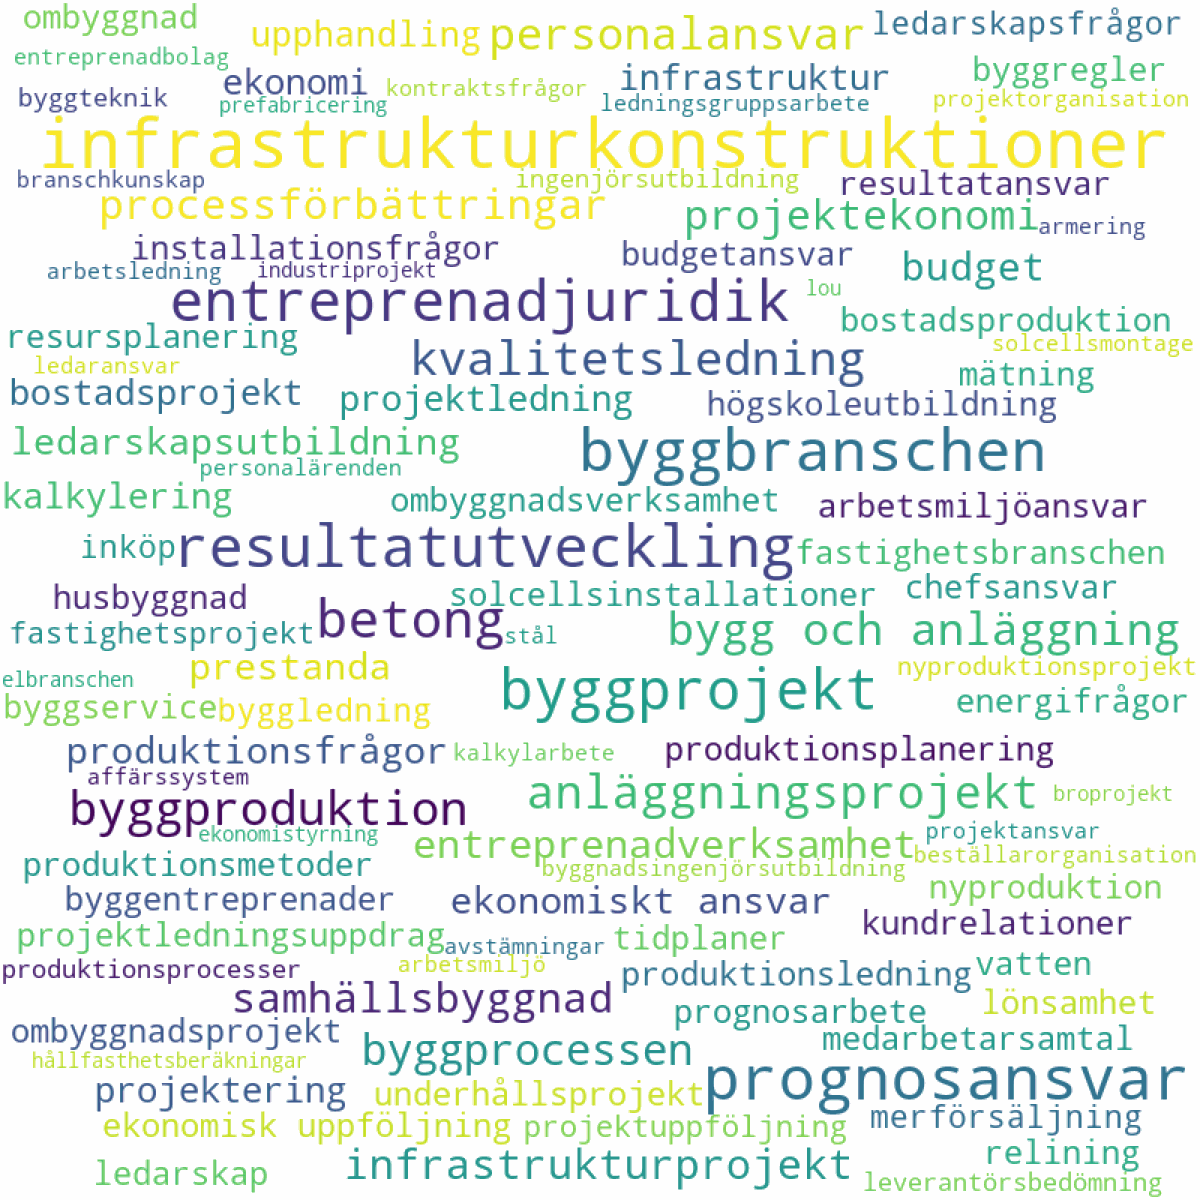 ombyggnad
upphandling
personalansvar
ledarskapsfrågor
entreprenadbolag
ekonomi
kontraktsfrågor
infrastruktur
byggregler
byggteknik
prefabricering
ledningsgruppsarbete
projektorganisation
infrastrukturkonstruktioner
branschkunskap
ingenjörsutbildning
resultatansvar
processförbättringar
projektekonomi
armering
installationsfrågor
budgetansvar
budget
arbetsledning
industriprojekt
entreprenadjuridik
lou
bostadsproduktion
resursplanering
kvalitetsledning
solcellsmontage
ledaransvar
mätning
bostadsprojekt
projektledning
högskoleutbildning
ledarskapsutbildning
byggbranschen
personalärenden
kalkylering
ombyggnadsverksamhet
arbetsmiljöansvar
inköp
resultatutveckling
fastighetsbranschen
husbyggnad
solcellsinstallationer
chefsansvar
fastighetsprojekt
betong
stål
bygg och anläggning
prestanda
nyproduktionsprojekt
elbranschen
byggprojekt
byggservice
byggledning
energifrågor
produktionsfrågor
kalkylarbete
produktionsplanering
affärssystem
anläggningsprojekt
broprojekt
byggproduktion
ekonomistyrning
entreprenadverksamhet
projektansvar
produktionsmetoder
byggnadsingenjörsutbildning
beställarorganisation
byggentreprenader
ekonomiskt ansvar
nyproduktion
projektledningsuppdrag
avstämningar
tidplaner
kundrelationer
produktionsprocesser
arbetsmiljö
produktionsledning
vatten
samhällsbyggnad
prognosarbete
lönsamhet
ombyggnadsprojekt
byggprocessen
medarbetarsamtal
hållfasthetsberäkningar
projektering
underhållsprojekt
prognosansvar
ekonomisk uppföljning
projektuppföljning
merförsäljning
ledarskap
infrastrukturprojekt
relining
leverantörsbedömning